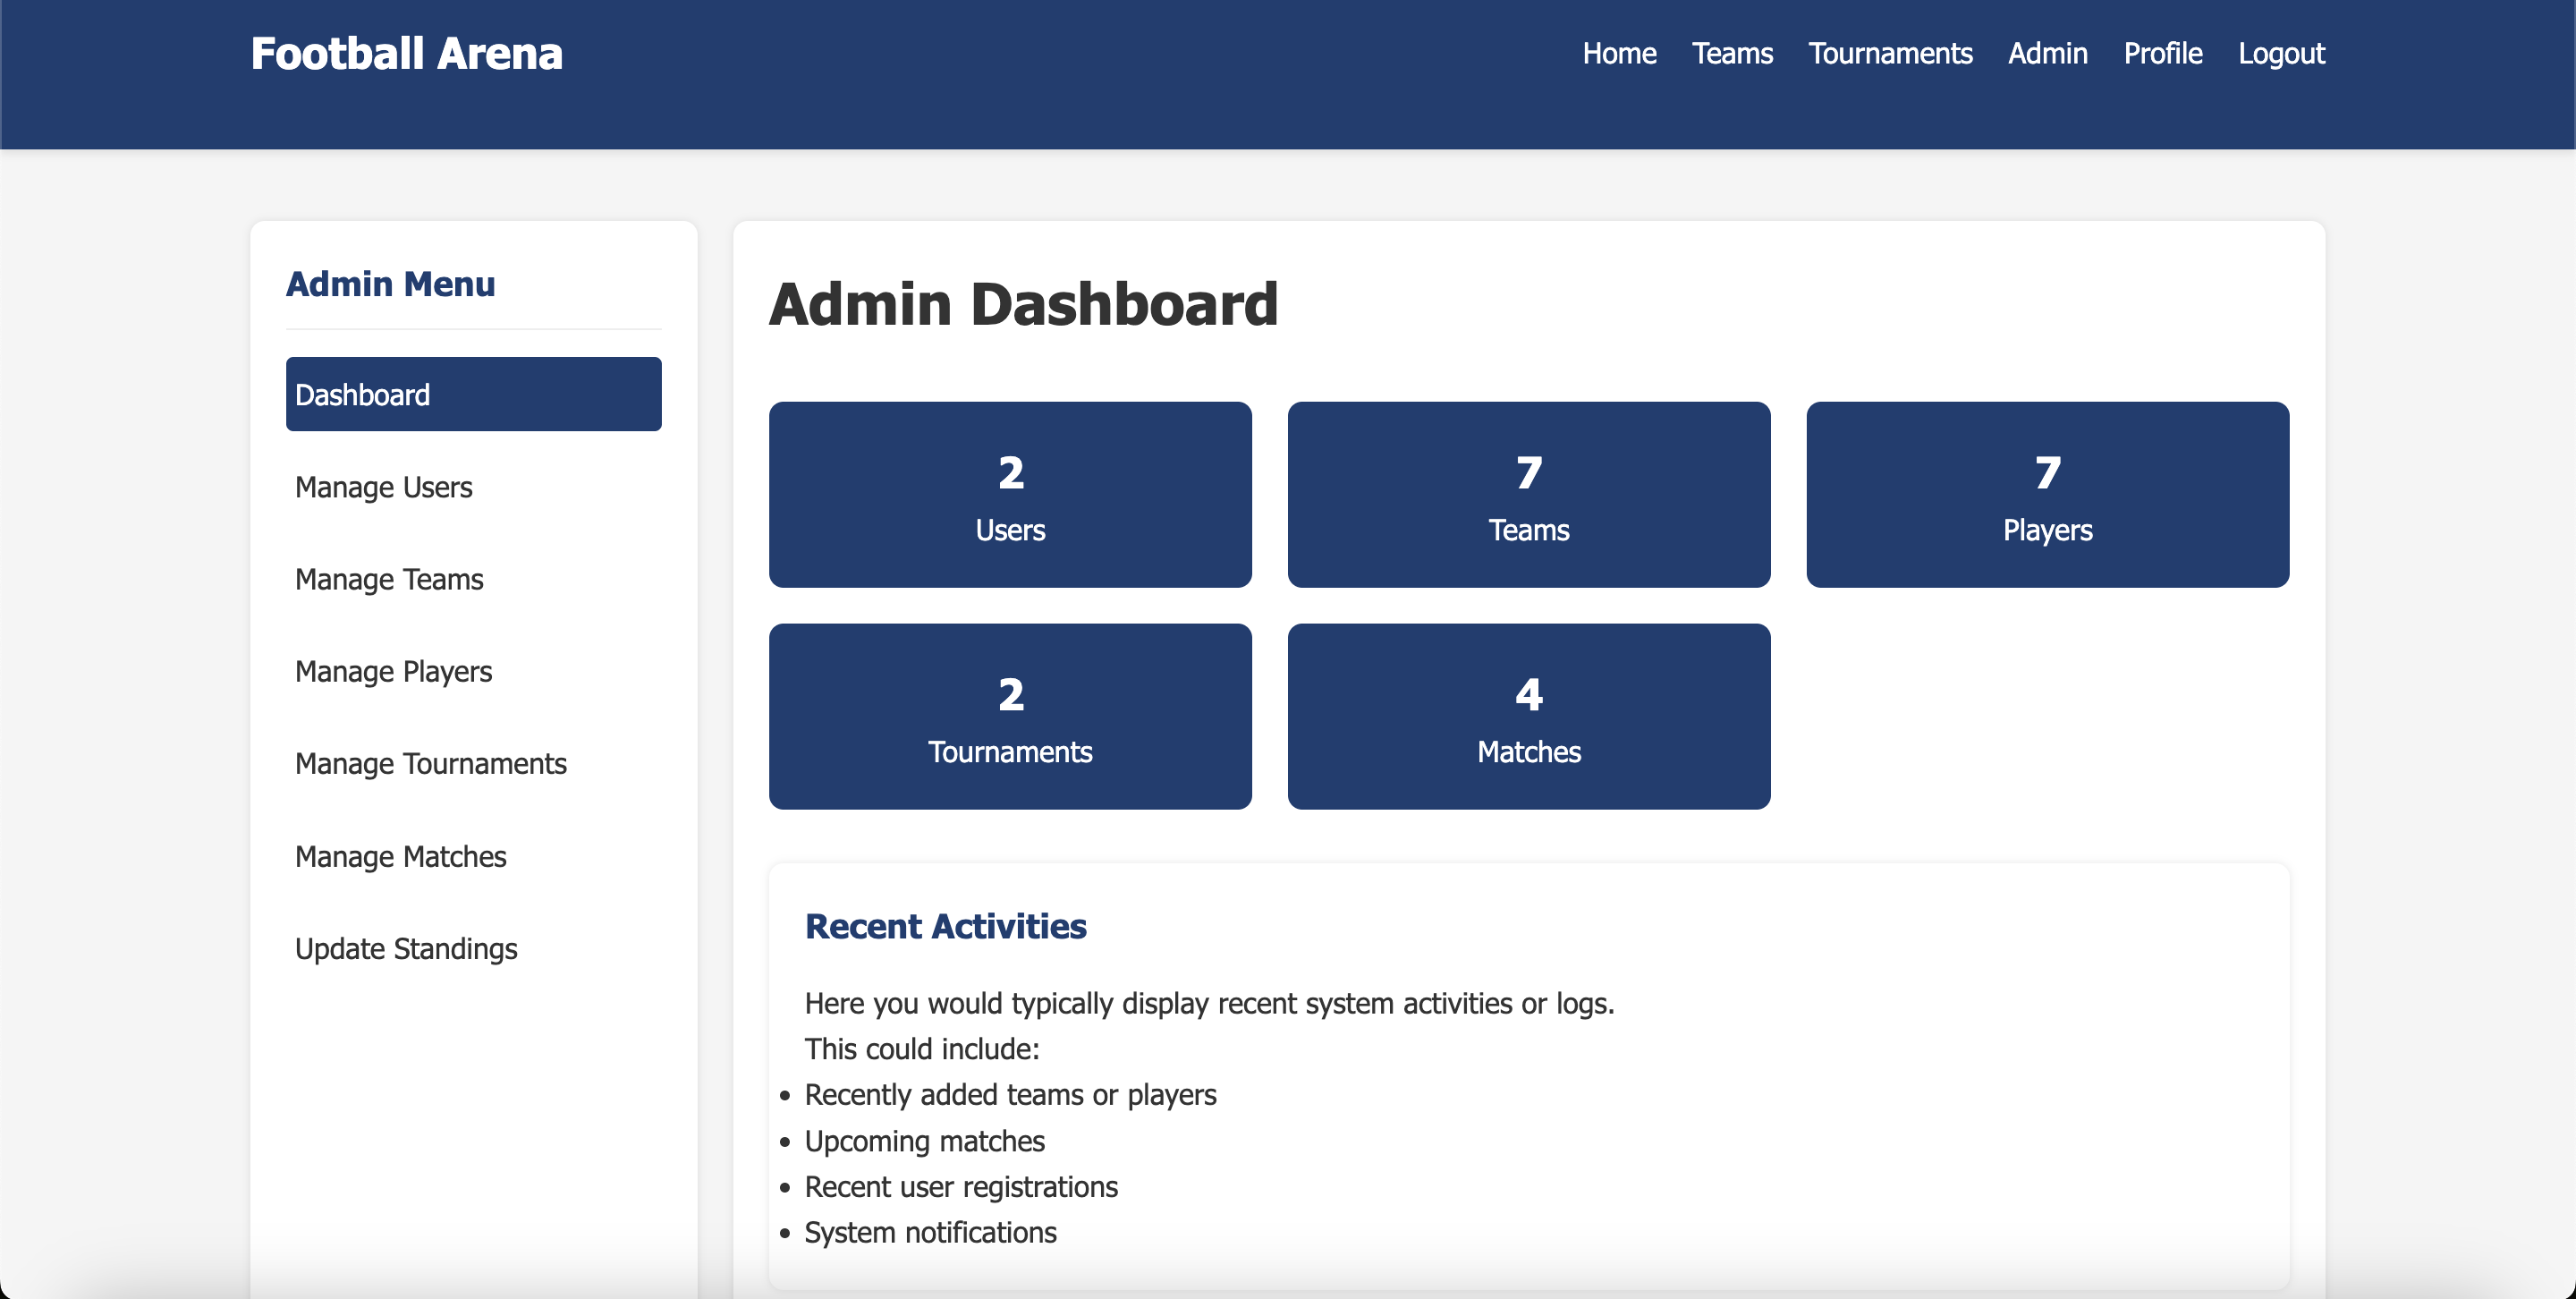 Football Arena
Home Teams Tournaments Admin Profile Logout
Admin Menu
Dashboard
Manage Users
Manage Teams
Manage Players
Manage Tournaments
Manage Matches
Update Standings
Admin Dashboard
2
Users
7
Teams
7
Players
2
Tournaments
4
Matches
Recent Activities
Here you would typically display recent system activities or logs.
This could include:
• Recently added teams or players
• Upcoming matches
• Recent user registrations
• System notifications